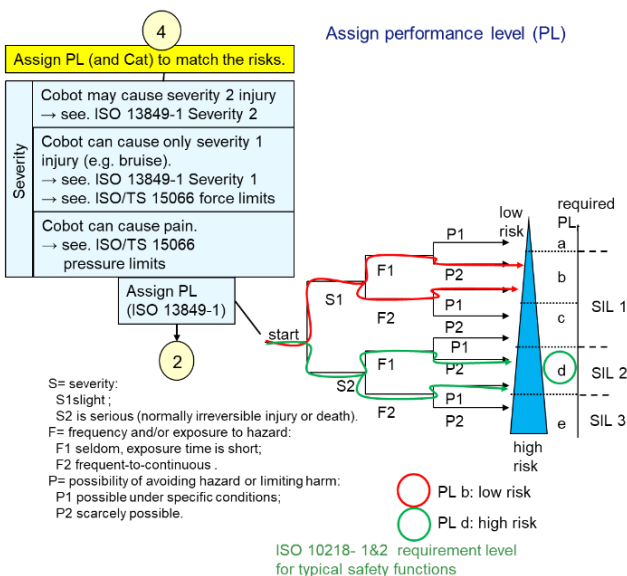 4
Assign performance level (PL)
Assign PL (and Cat) to match the risks.
Severity
Cobot may cause severity 2 injury
→ see. ISO 13849-1 Severity 2
Cobot can cause only severity 1
injury (e.g. bruise).
→ see. ISO 13849-1 Severity 1
→ see. ISO/TS 15066 force limits
Cobot can cause pain.
→ see. ISO/TS 15066
pressure limits
Assign PL
(ISO 13849-1)
2
start
S1
S2
F1
F2
F1
F2
P1
P2
P1
P2
P1
P2
P1
P2
low
risk
high
risk
required
PL
a
b
c
d
e
SIL 1
SIL 2
SIL 3
S= severity:
S1slight ;
S2 is serious (normally irreversible injury or death).
F= frequency and/or exposure to hazard:
F1 seldom, exposure time is short;
F2 frequent-to-continuous .
P= possibility of avoiding hazard or limiting harm:
P1 possible under specific conditions;
P2 scarcely possible.
PL b: low risk
PL d: high risk
ISO 10218- 1&2 requirement level
for typical safety functions